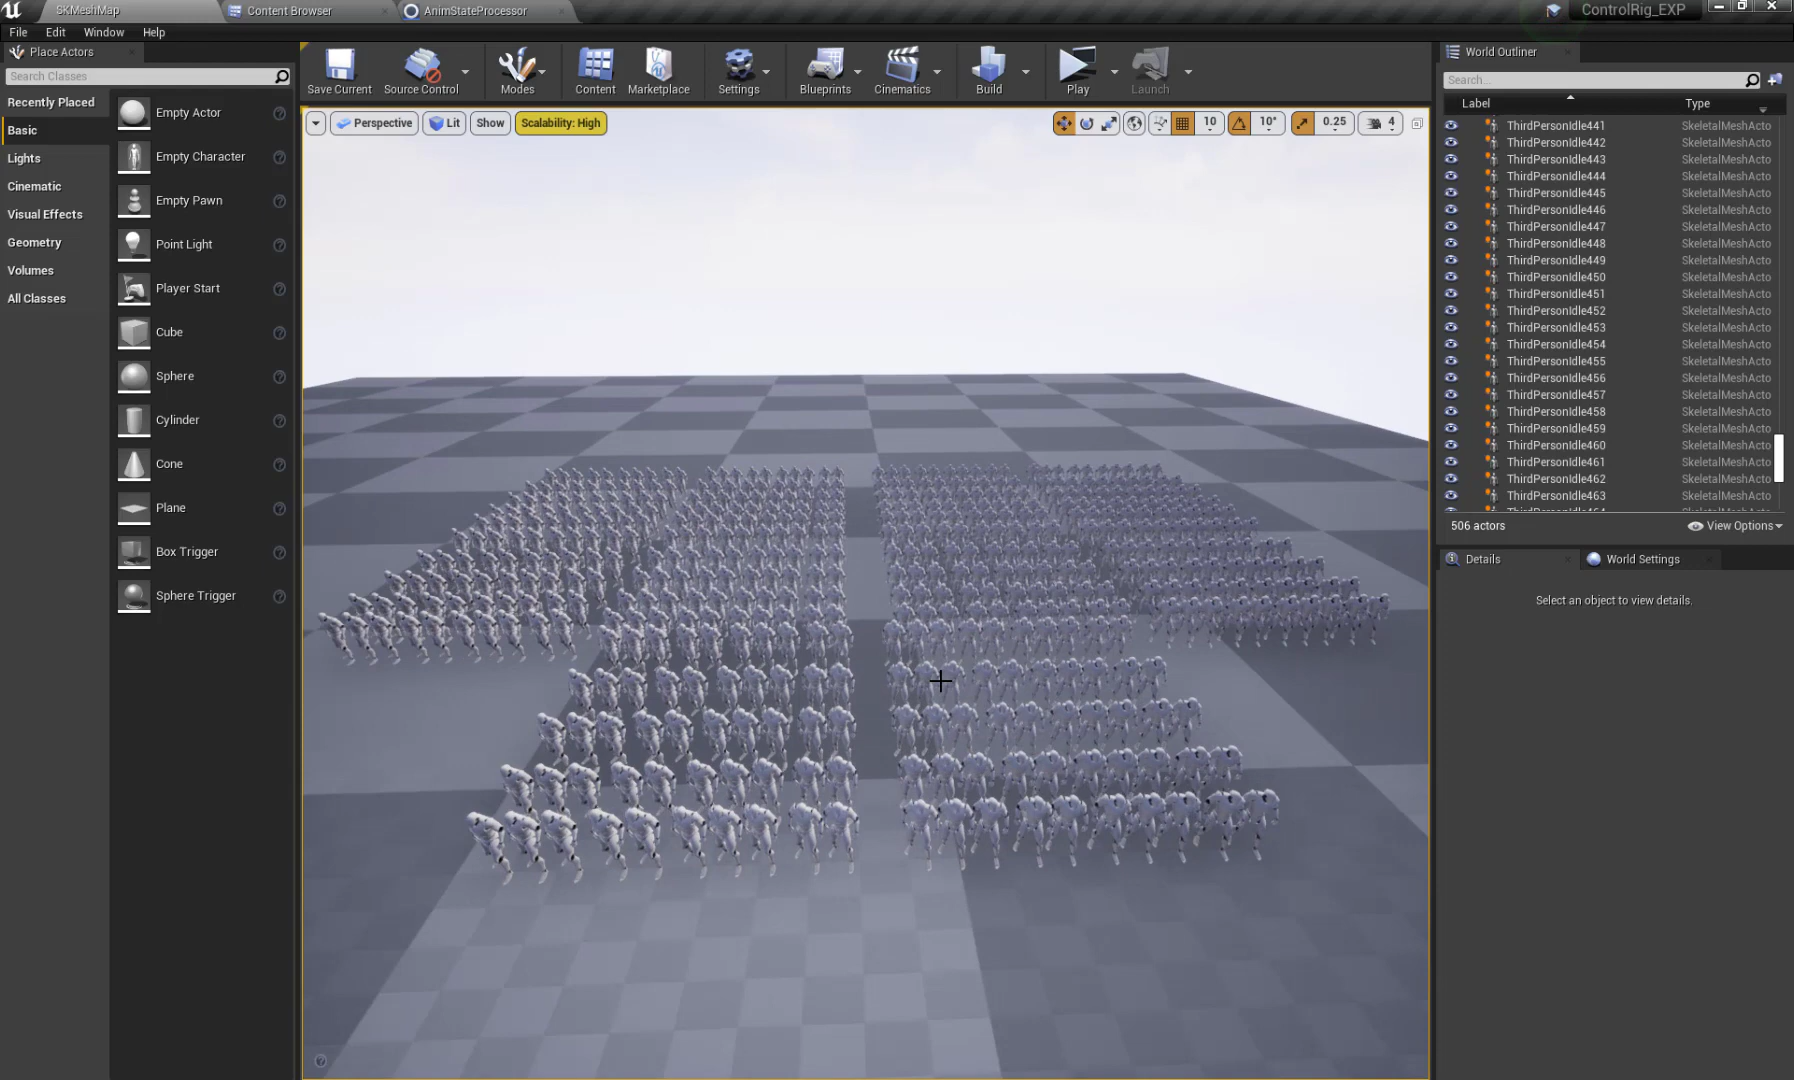 SKMeshMap
Content Browser
AnimStateProcessor
ControlRig_EXP
File
Edit
Window
Help
Place Actors
Search Classes
Recently Placed
Basic
Lights
Cinematic
Visual Effects
Geometry
Volumes
All Classes
Empty Actor
Empty Character
Empty Pawn
Point Light
Player Start
Cube
Sphere
Cylinder
Cone
Plane
Box Trigger
Sphere Trigger
Save Current
Source Control
Modes
Content
Marketplace
Settings
Blueprints
Cinematics
Build
Play
Launch
Perspective
Lit
Show
Scalability: High
10
10°
0.25
4
World Outliner
Search...
Label
Type
ThirdPersonIdle441 SkeletalMeshActo
ThirdPersonIdle442 SkeletalMeshActo
ThirdPersonIdle443 SkeletalMeshActo
ThirdPersonIdle444 SkeletalMeshActo
ThirdPersonIdle445 SkeletalMeshActo
ThirdPersonIdle446 SkeletalMeshActo
ThirdPersonIdle447 SkeletalMeshActo
ThirdPersonIdle448 SkeletalMeshActo
ThirdPersonIdle449 SkeletalMeshActo
ThirdPersonIdle450 SkeletalMeshActo
ThirdPersonIdle451 SkeletalMeshActo
ThirdPersonIdle452 SkeletalMeshActo
ThirdPersonIdle453 SkeletalMeshActo
ThirdPersonIdle454 SkeletalMeshActo
ThirdPersonIdle455 SkeletalMeshActo
ThirdPersonIdle456 SkeletalMeshActo
ThirdPersonIdle457 SkeletalMeshActo
ThirdPersonIdle458 SkeletalMeshActo
ThirdPersonIdle459 SkeletalMeshActo
ThirdPersonIdle460 SkeletalMeshActo
ThirdPersonIdle461 SkeletalMeshActo
ThirdPersonIdle462 SkeletalMeshActo
ThirdPersonIdle463 SkeletalMeshActo
506 actors
View Options
Details
World Settings
Select an object to view details.